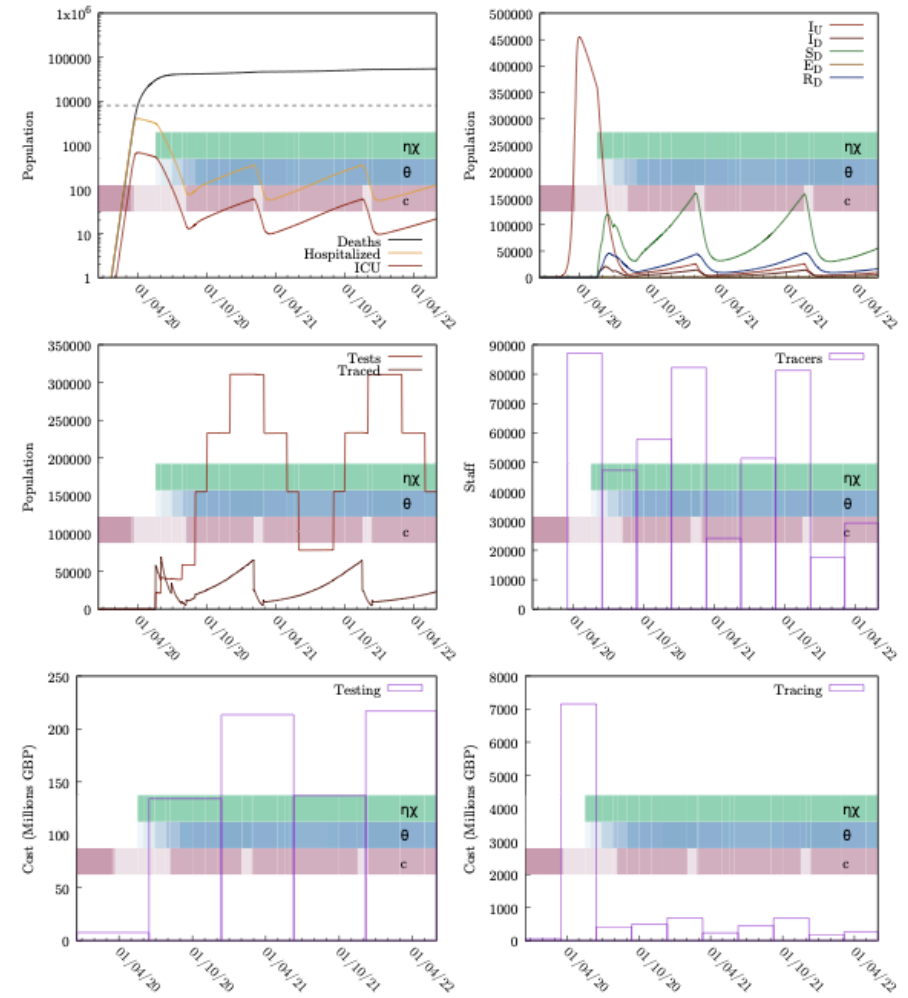 1x10⁶
100000
10000
1000
100
10
1
Population
ηχ
θ
c
Deaths
Hospitalized
ICU
01/04/20
01/10/20
01/04/21
01/10/21
01/04/22
500000
450000
400000
350000
300000
250000
200000
150000
100000
50000
0
Population
I_U
I_D
S_D
E_D
R_D
ηχ
θ
c
01/04/20
01/10/20
01/04/21
01/10/21
01/04/22
350000
300000
250000
200000
150000
100000
50000
0
Population
Tests
Traced
ηχ
θ
c
01/04/20
01/10/20
01/04/21
01/10/21
01/04/22
90000
80000
70000
60000
50000
40000
30000
20000
10000
0
Staff
Tracers
ηχ
θ
c
01/04/20
01/10/20
01/04/21
01/10/21
01/04/22
250
200
150
100
50
0
Cost (Millions GBP)
Testing
ηχ
θ
c
01/04/20
01/10/20
01/04/21
01/10/21
01/04/22
8000
7000
6000
5000
4000
3000
2000
1000
0
Cost (Millions GBP)
Tracing
ηχ
θ
c
01/04/20
01/10/20
01/04/21
01/10/21
01/04/22